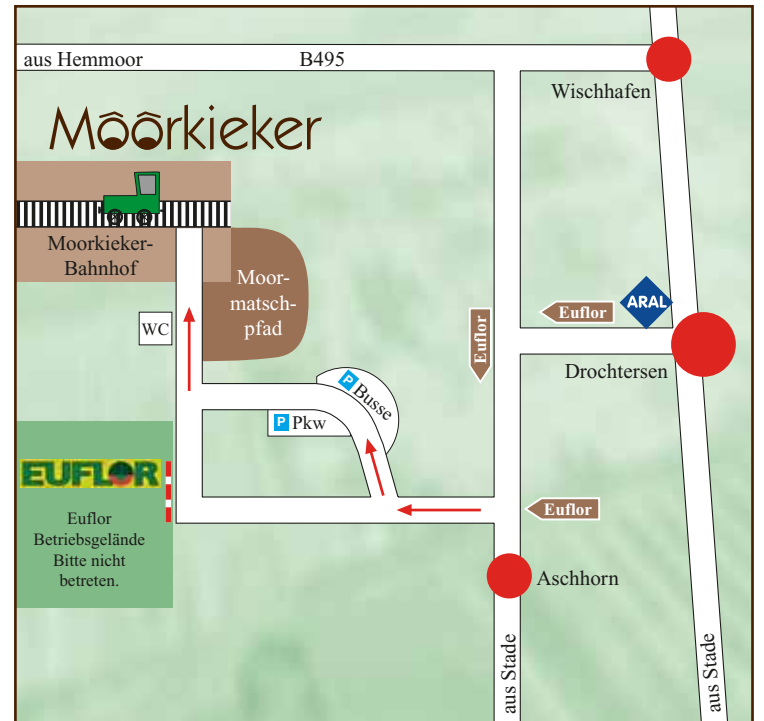 aus Hemmoor
B495
Wischhafen
Môôrkieker
Moorkieker-
Bahnhof
Moor-
matsch-
pfad
WC
Euflor
ARAL
Euflor
Drochtersen
P Busse
P Pkw
EUFLOR
Euflor
Betriebsgelände
Bitte nicht
betreten.
Euflor
Aschhorn
aus Stade
aus Stade